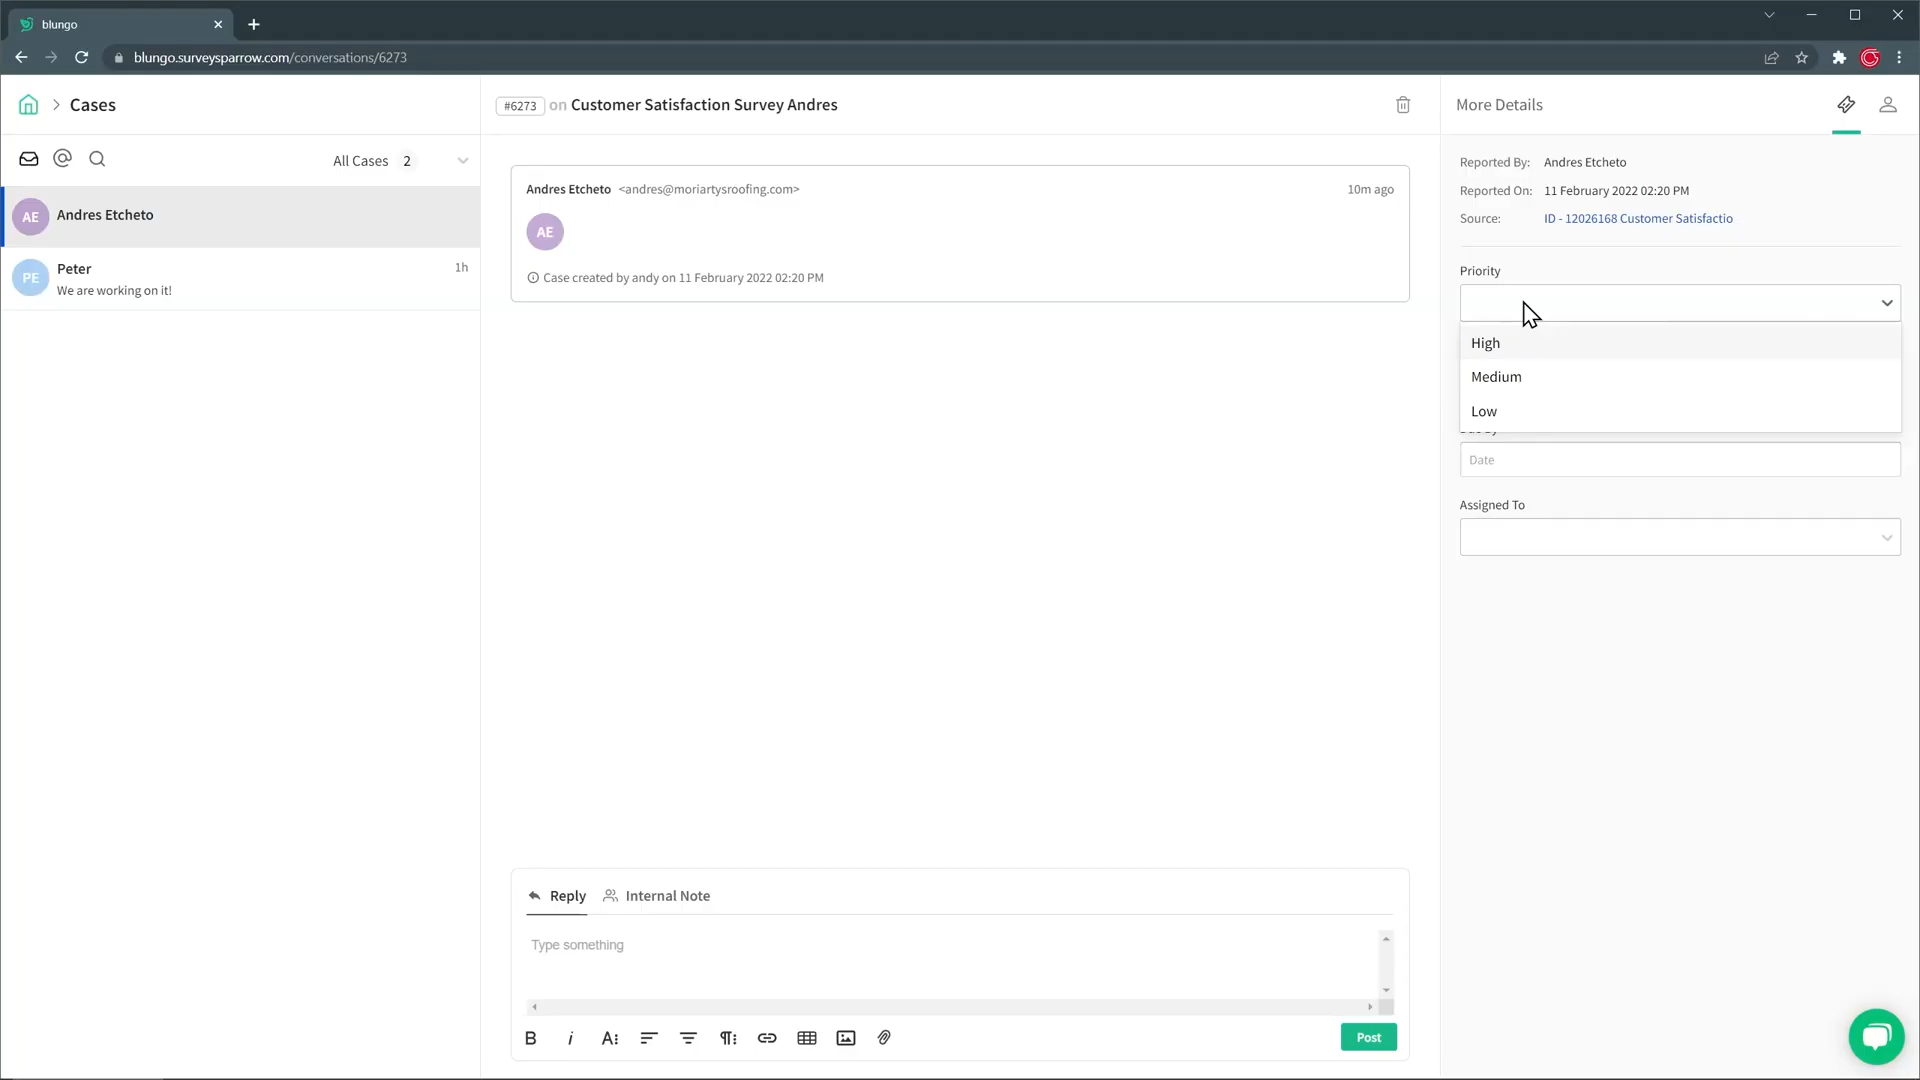 blungo
blungo.surveysparrow.com/conversations/6273
Cases
All Cases 2
AE
Andres Etcheto
PE
Peter
1h
We are working on it!
#6273 on Customer Satisfaction Survey Andres
Andres Etcheto <andres@moriartysroofing.com>
10m ago
AE
Case created by andy on 11 February 2022 02:20 PM
Reply
Internal Note
Type something
B i A
Post
More Details
Reported By: Andres Etcheto
Reported On: 11 February 2022 02:20 PM
Source: ID - 12026168 Customer Satisfactio
Priority
High
Medium
Low
Date
Assigned To